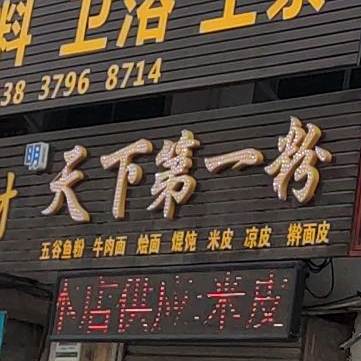 料 卫浴
38 3796 8714
明 天下第一粉
五谷鱼粉 牛肉面 烩面 馄饨 米皮 凉皮 擀面皮
本店供应:米皮